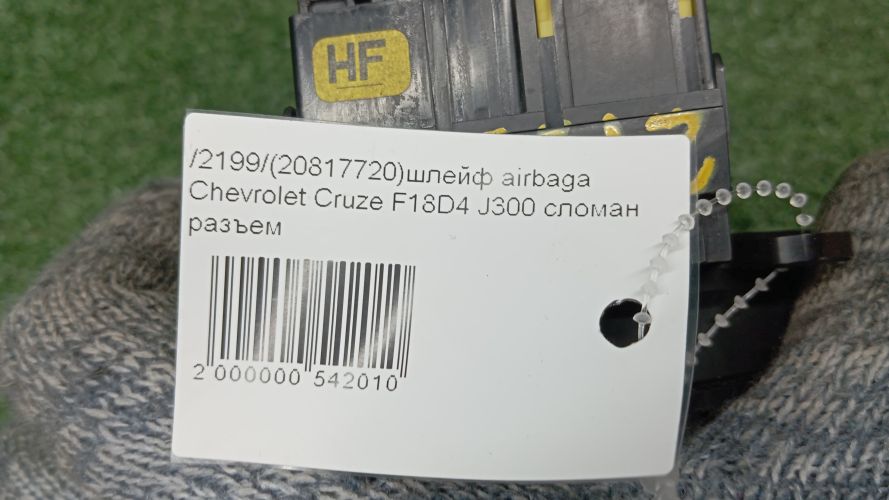 HF
/2199/(20817720)шлейф airbaga
Chevrolet Cruze F18D4 J300 сломан
разъем
2 000000 542010